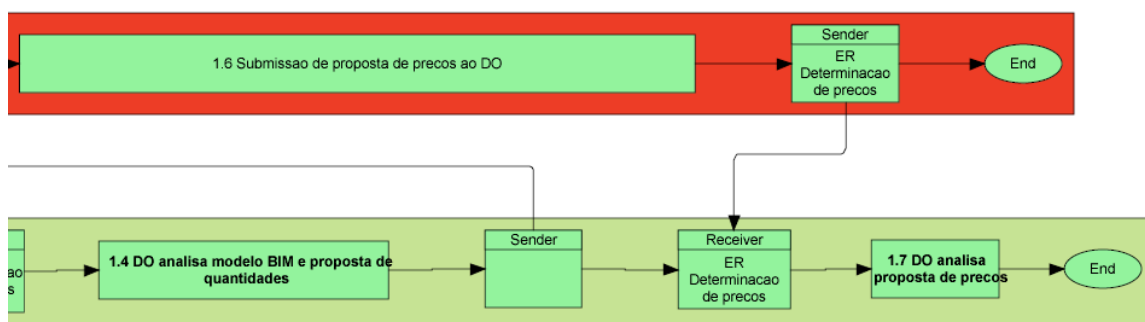 Sender
1.6 Submissao de proposta de precos ao DO
ER
Determinacao
de precos
End
Sender
Receiver
1.4 DO analisa modelo BIM e proposta de
quantidades
ER
Determinacao
de precos
1.7 DO analisa
proposta de precos
End
ao
s